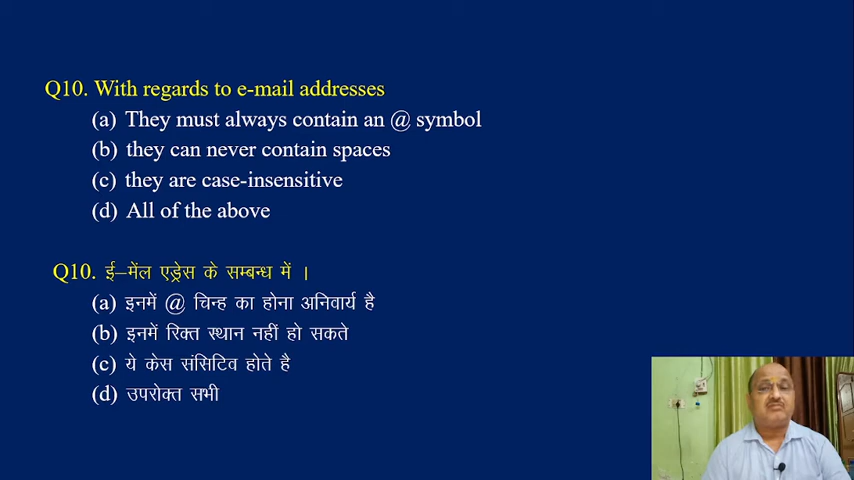 Q10. With regards to e-mail addresses
(a) They must always contain an @ symbol
(b) they can never contain spaces
(c) they are case-insensitive
(d) All of the above
Q10. ई–मेंल एड्रेस के सम्बन्ध में ।
(a) इनमें @ चिन्ह का होना अनिवार्य है
(b) इनमें रिक्त स्थान नहीं हो सकते
(c) ये केस संसिटिव होते है
(d) उपरोक्त सभी